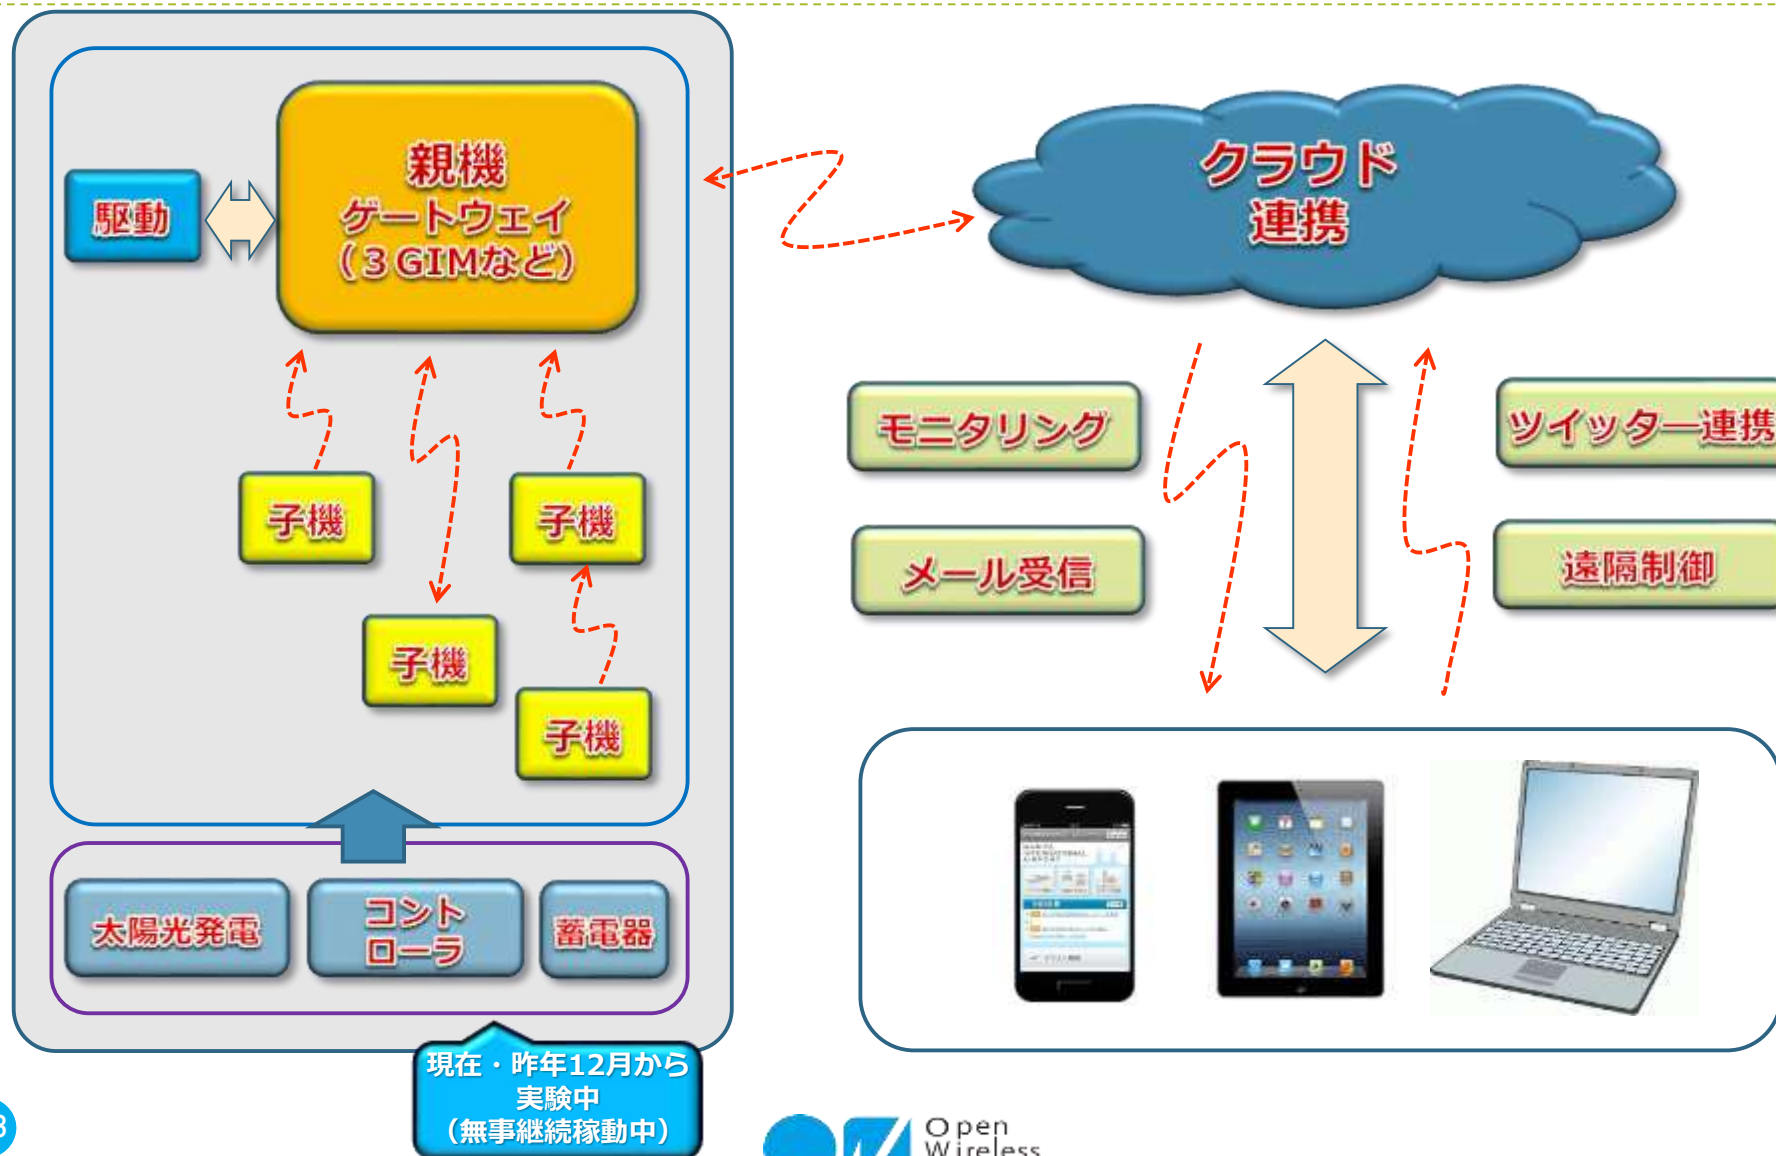 親機
ゲートウェイ
（３GIMなど）
駆動
クラウド
連携
子機
子機
子機
子機
モニタリング
ツイッター連携
メール受信
遠隔制御
太陽光発電
コント
ローラ
蓄電器
現在・昨年12月から
実験中
（無事継続稼動中）
3
Open
Wireless